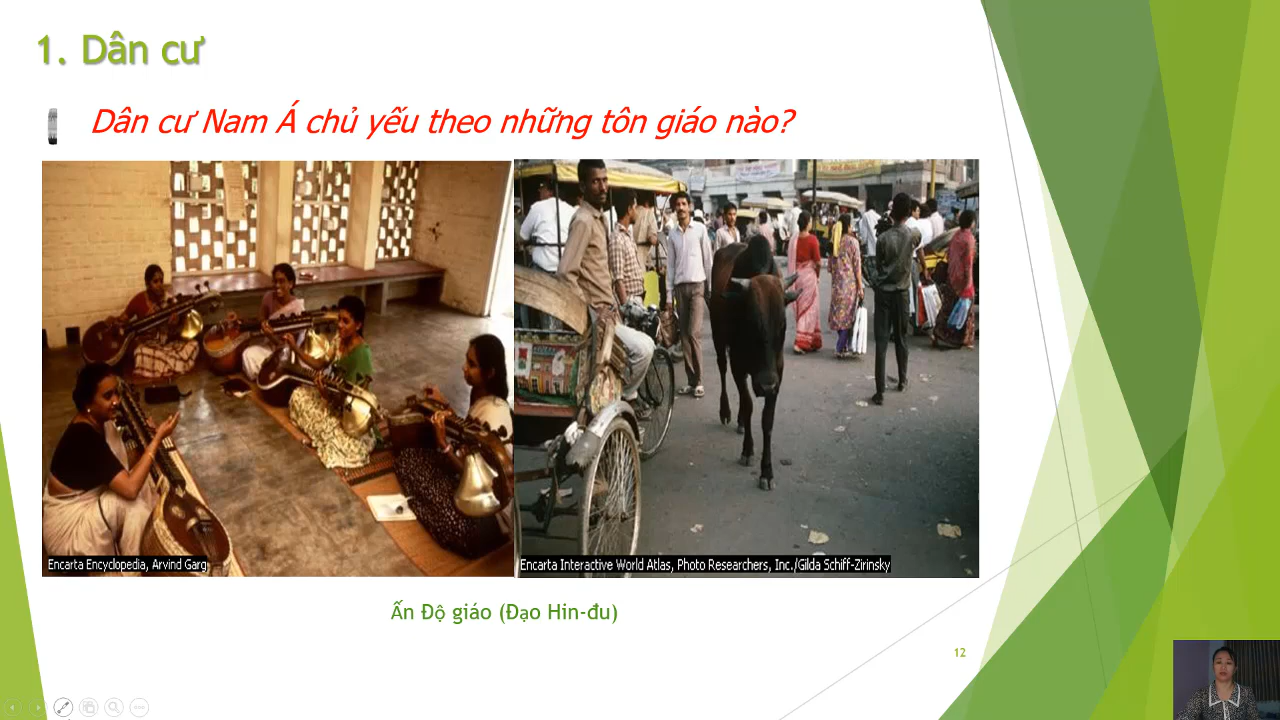 1. Dân cư
Dân cư Nam Á chủ yếu theo những tôn giáo nào?
Encarta Encyclopedia, Arvind Garg
Encarta Interactive World Atlas, Photo Researchers, Inc./Gilda Schiff-Zirinsky
Ấn Độ giáo (Đạo Hin-đu)
12